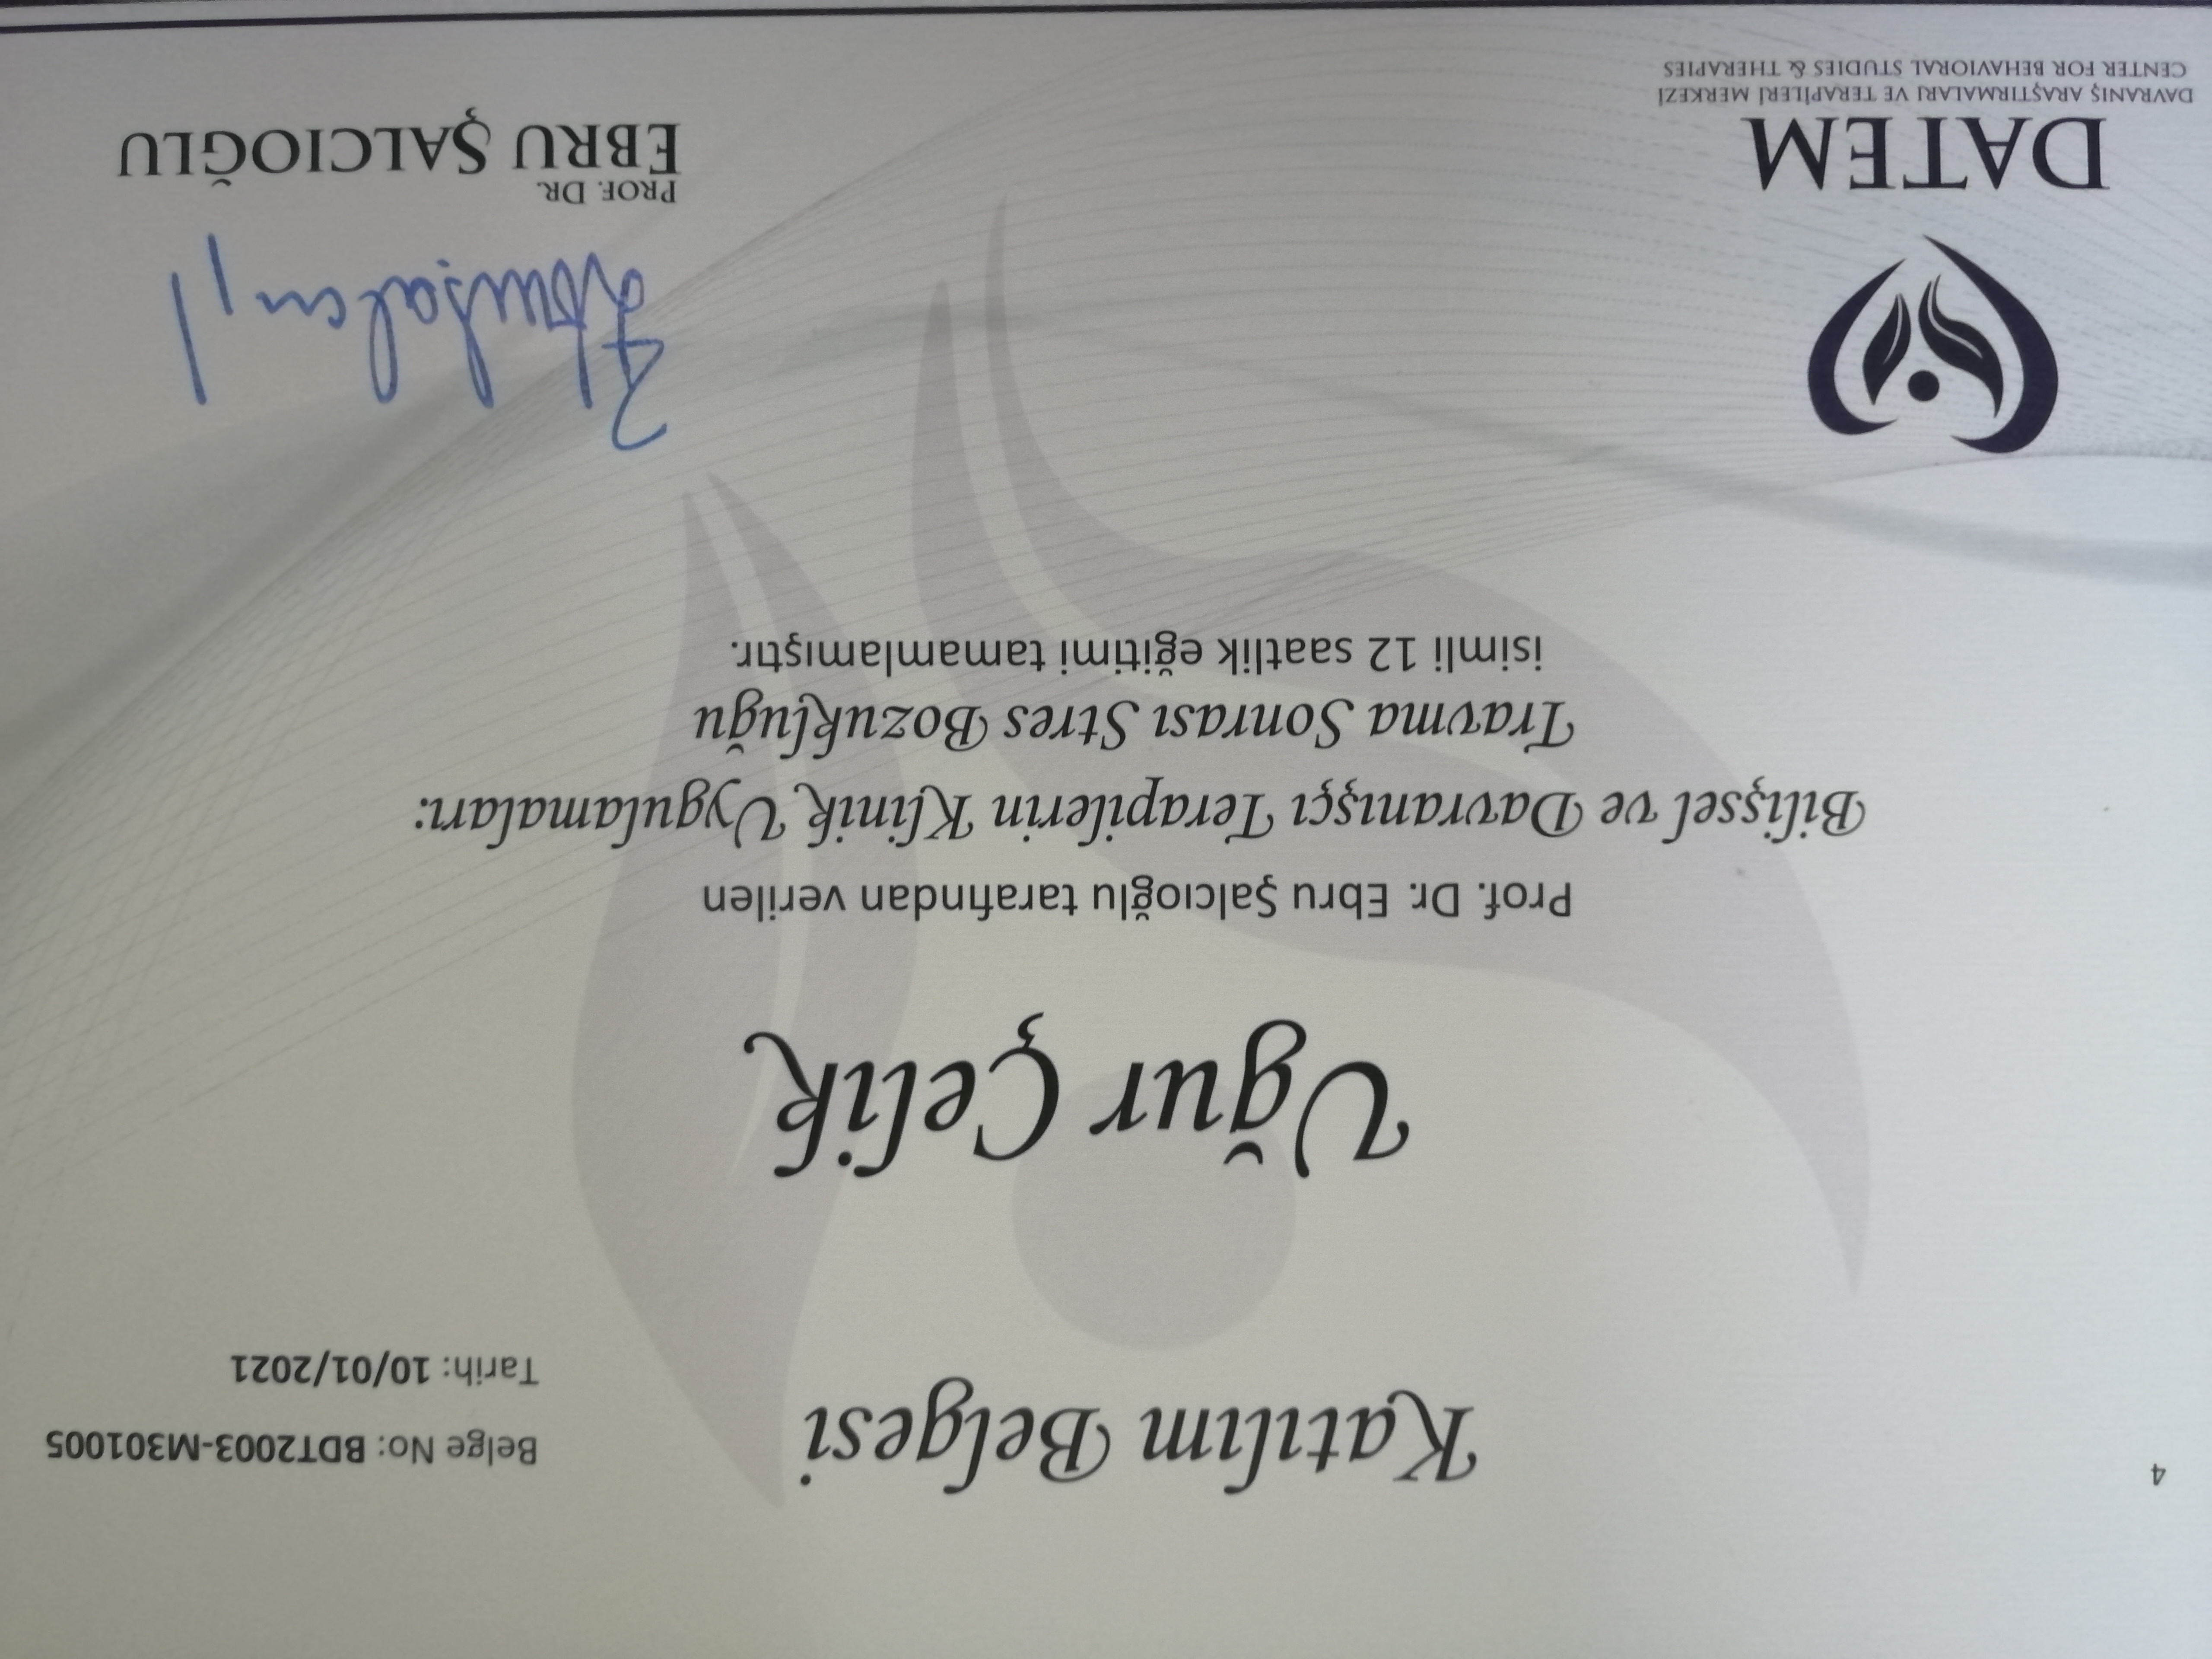 4
Katılım Belgesi
Belge No: BDT2003-M301005
Tarih: 10/01/2021
Uğur Çelik
Prof. Dr. Ebru Şalcıoğlu tarafından verilen
Bilişsel ve Davranışçı Terapilerin Klinik Uygulamaları:
Travma Sonrası Stres Bozukluğu
isimli 12 saatlik eğitimi tamamlamıştır.
DATEM
DAVRANIŞ ARAŞTIRMALARI VE TERAPİLERİ MERKEZİ
CENTER FOR BEHAVIORAL STUDIES & THERAPIES
PROF. DR.
EBRU ŞALCIOĞLU